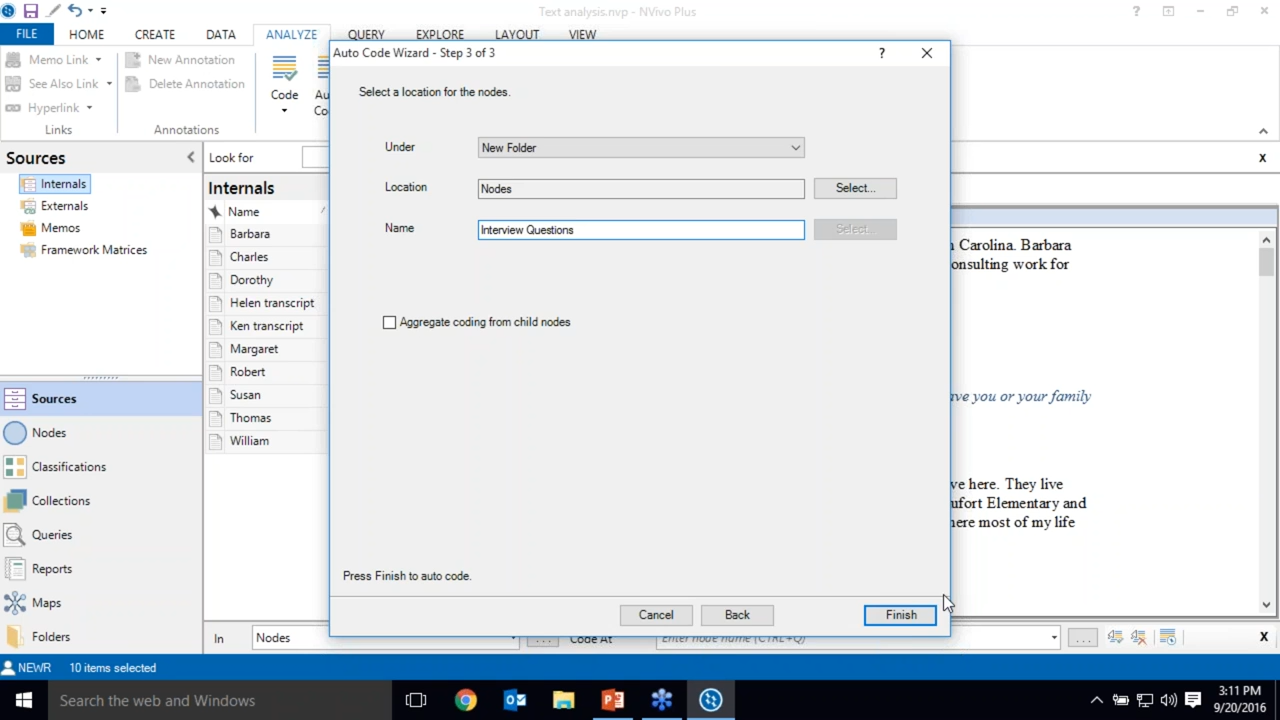 Text analysis.nvp - NVivo Plus
FILE HOME CREATE DATA ANALYZE QUERY EXPLORE LAYOUT VIEW
Memo Link
See Also Link
Hyperlink
Links
New Annotation
Delete Annotation
Annotations
Code
Au
Co
Auto Code Wizard - Step 3 of 3
Select a location for the nodes.
Under New Folder
Location Nodes Select...
Name Interview Questions Select...
Aggregate coding from child nodes
Press Finish to auto code.
Cancel Back Finish
Sources
Internals
Externals
Memos
Framework Matrices
Sources
Nodes
Classifications
Collections
Queries
Reports
Maps
Folders
Look for
Internals
Name
Barbara
Charles
Dorothy
Helen transcript
Ken transcript
Margaret
Robert
Susan
Thomas
William
Carolina. Barbara
onsulting work for
ve you or your family
ve here. They live
ufort Elementary and
here most of my life
In Nodes ... Code At Enter node name (CTRL+Q) ...
NEWR 10 items selected
Search the web and Windows
3:11 PM
9/20/2016